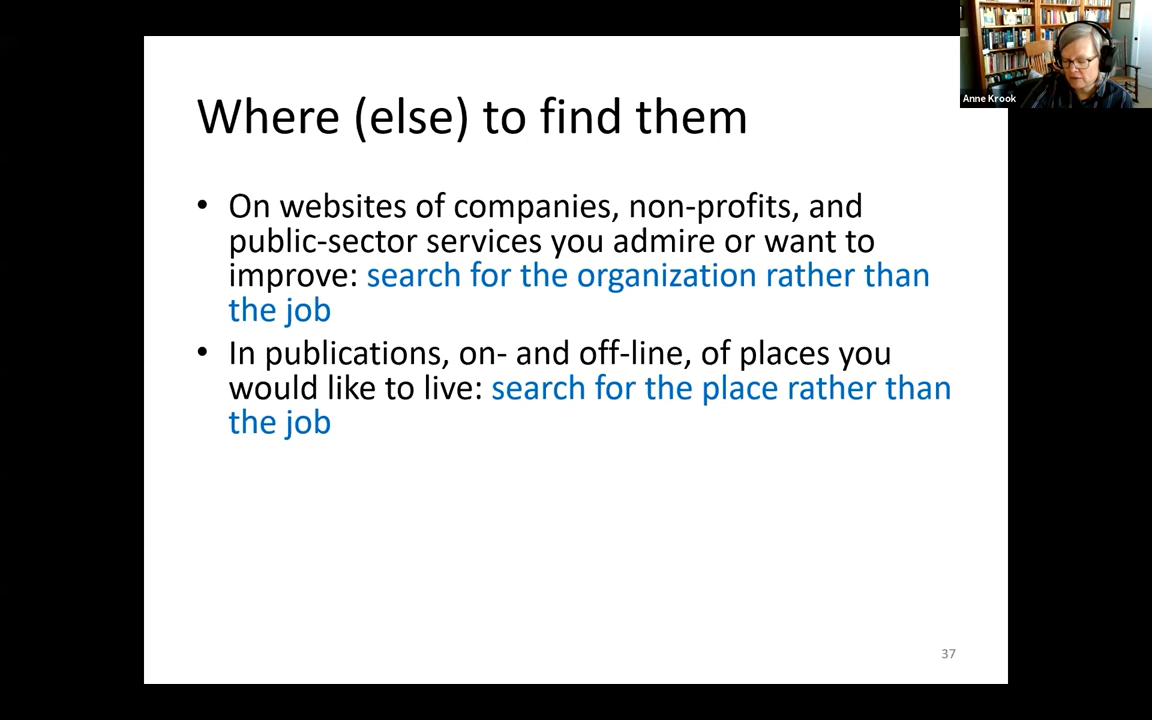 Where (else) to find them
• On websites of companies, non-profits, and
public-sector services you admire or want to
improve: search for the organization rather than
the job
• In publications, on- and off-line, of places you
would like to live: search for the place rather than
the job
37
Anne Krook